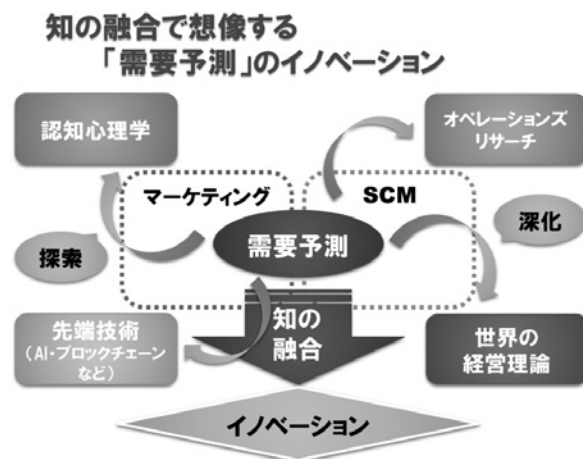 知の融合で想像する
「需要予測」のイノベーション
認知心理学
オペレーションズ
リサーチ
マーケティング
SCM
深化
需要予測
探索
先端技術
（AI・ブロックチェーン
など）
知の
融合
世界の
経営理論
イノベーション